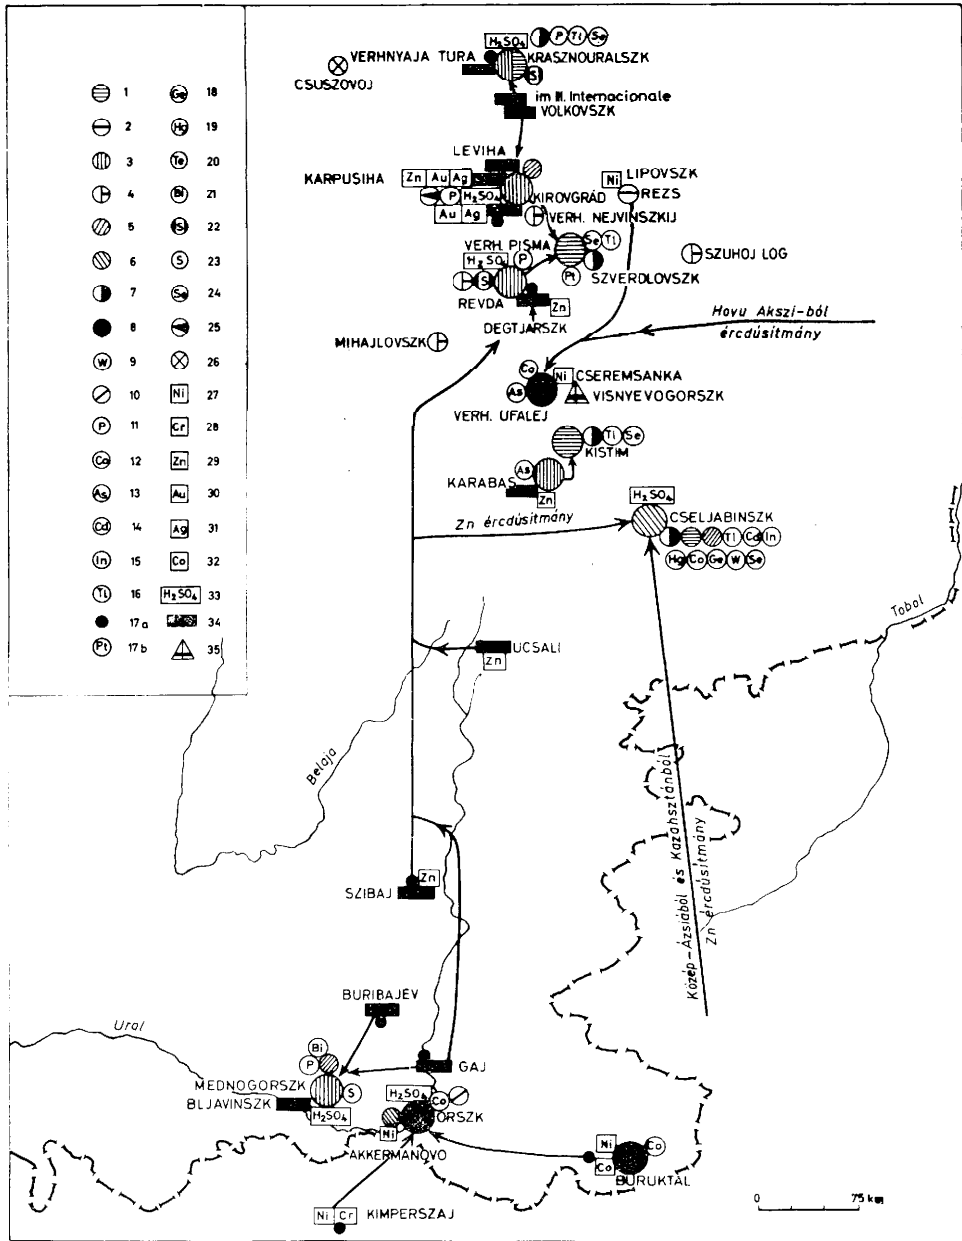 1
2
3
4
5
6
7
8
W 9
10
P 11
Co 12
As 13
Cd 14
In 15
Tl 16
17a
Pt 17b
Ge 18
Hg 19
Te 20
Bi 21
Si 22
S 23
Se 24
25
26
Ni 27
Cr 28
Zn 29
Au 30
Ag 31
Co 32
H₂SO₄ 33
34
35
H₂SO₄ P Tl Se
VERHNYAJA TURA
KRASZNOURALSZK
Si
CSUSZOVOJ
im III. Internacionale
VOLKOVSZK
LEVIHA
KARPUSIHA
Zn Au Ag
P H₂SO₄
Au Ag
KIROVGRÁD
Ni LIPOVSZK
REZS
VERH. NEJVINSZKIJ
VERH. PISMA
H₂SO₄ P
Se Tl
Pt SZVERDLOVSZK
SZUHOJ LOG
S
REVDA
Zn
DEGTJARSZK
MIHAJLOVSZK
Hovu Akszi-ból
ércdúsítmány
Co
Ni CSEREMSANKA
As
VISNYEVOGORSZK
VERH. UFALEJ
Tl Se
KISTIM
As
KARABAS
Zn
H₂SO₄
Zn ércdúsítmány
CSELJABINSZK
Tl Cd In
Hg Co Ge W Se
Tobol
UCSALI
Zn
Belaja
Közép-Ázsiából és Kazahsztánból
Zn ércdúsítmány
Zn
SZIBAJ
BURIBAJEV
Ural
Bi
P
GAJ
MEDNOGORSZK
S
BLJAVINSZK
H₂SO₄
H₂SO₄ Co
ORSZK
Ni
AKKERMANOVO
Ni Co
Co
BURUKTAL
Ni Cr KIMPERSZAJ
0 75 km